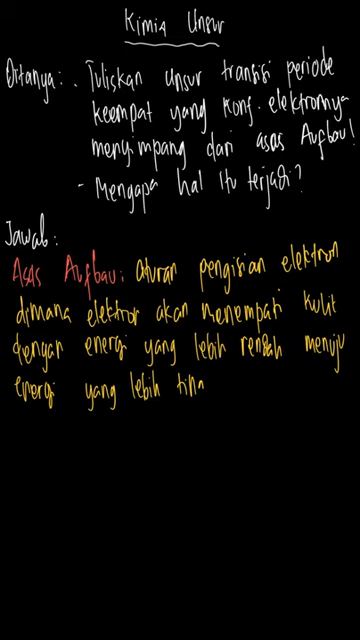 Kimia Unsur
Ditanya: . Tuliskan Unsur transisi periode
keempat yang konf. elektronnya
menyimpang dari asas Aufbau!
- Mengapa hal Itu terjadi?
Jawab:
Asas Aufbau: Aturan pengisian elektron
dimana elektron akan menempati kulit
dengan energi yang lebih rendah menuju
energi yang lebih tin